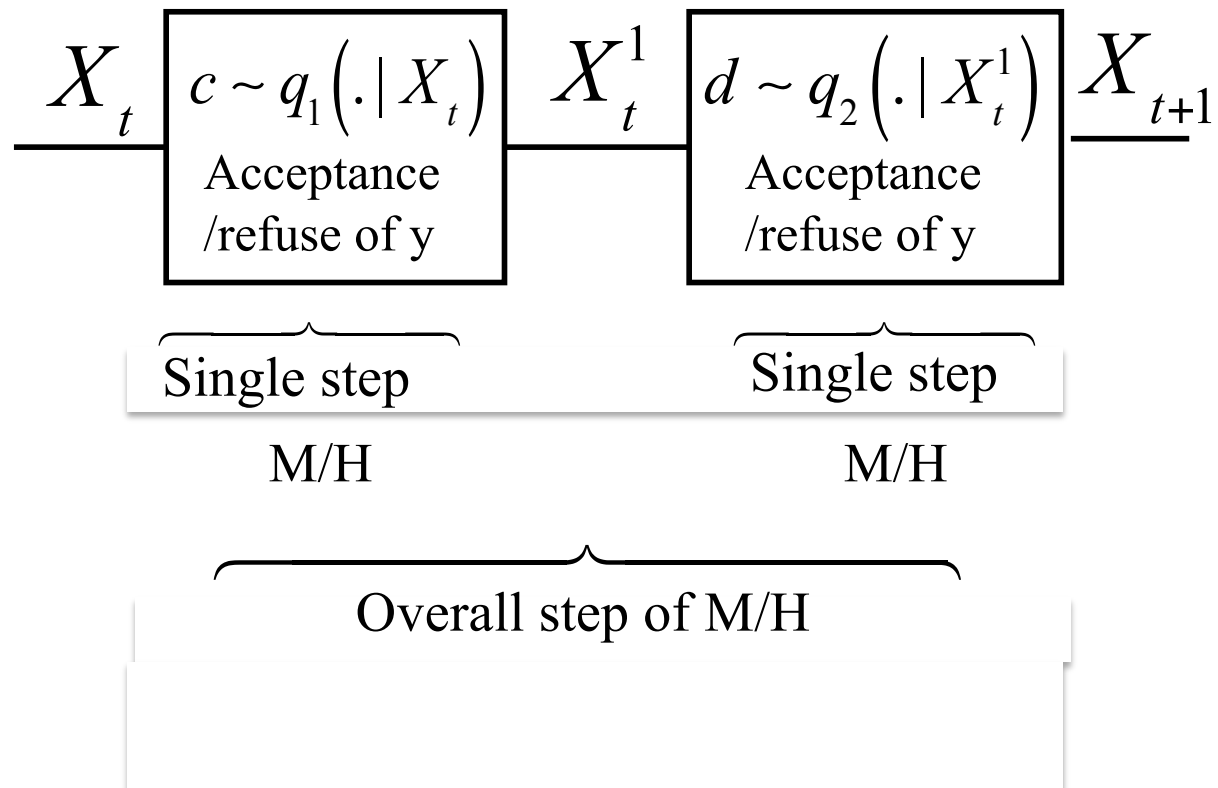 X_t
c ~ q_1(. | X_t)
Acceptance
/refuse of y
X_t^1
d ~ q_2(. | X_t^1)
Acceptance
/refuse of y
X_{t+1}
Single step
Single step
M/H
M/H
Overall step of M/H